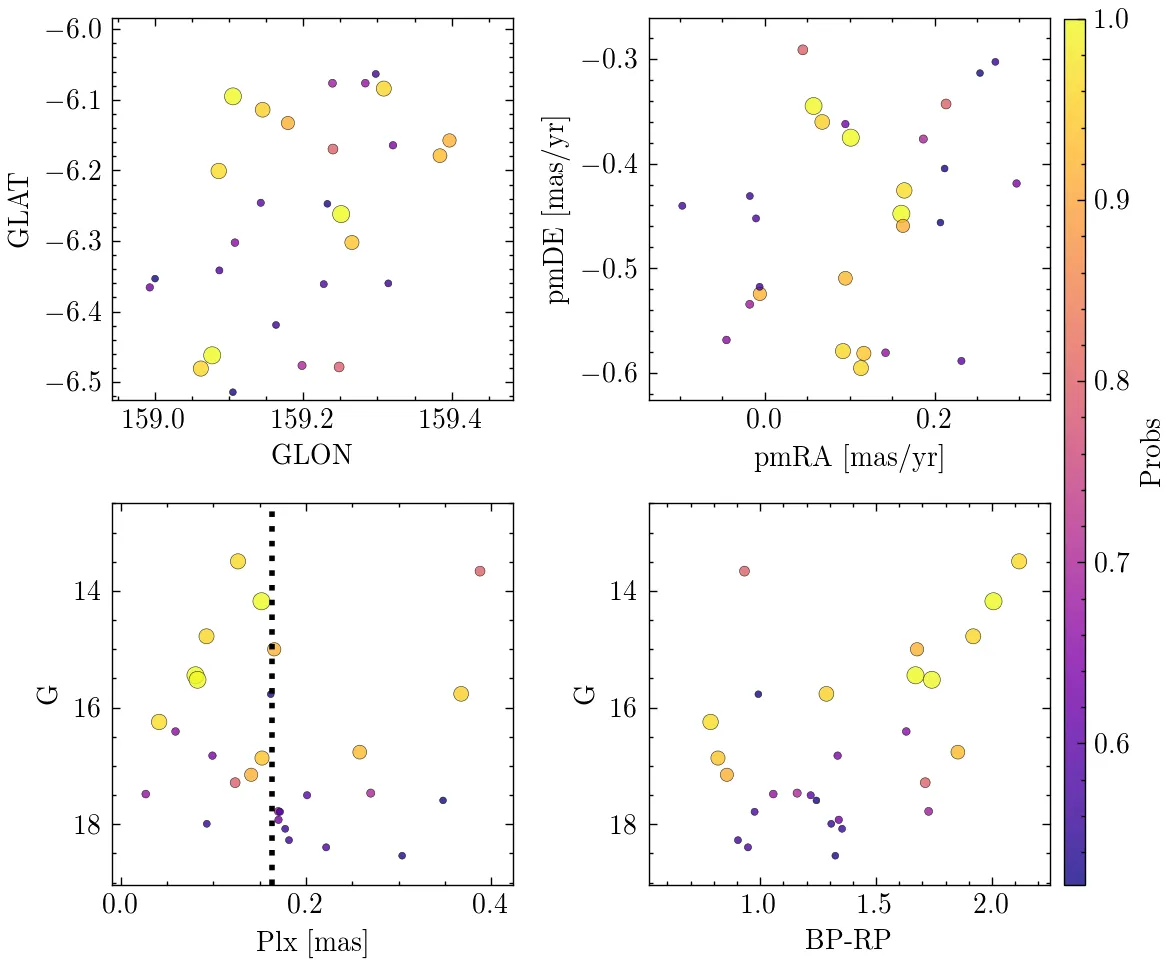 −6.0
−6.1
−6.2
−6.3
−6.4
−6.5
GLAT
159.0 159.2 159.4
GLON
−0.3
−0.4
−0.5
−0.6
pmDE [mas/yr]
0.0 0.2
pmRA [mas/yr]
14
16
18
G
0.0 0.2 0.4
Plx [mas]
14
16
18
G
1.0 1.5 2.0
BP-RP
1.0
0.9
0.8
0.7
0.6
Probs